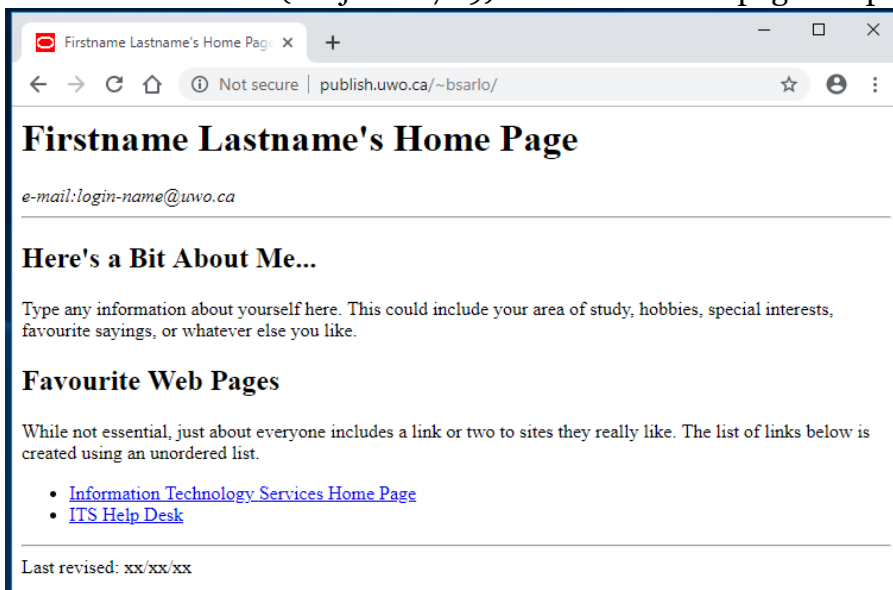 Firstname Lastname's Home Pag
Not secure | publish.uwo.ca/~bsarlo/
Firstname Lastname's Home Page
e-mail:login-name@uwo.ca
Here's a Bit About Me...
Type any information about yourself here. This could include your area of study, hobbies, special interests,
favourite sayings, or whatever else you like.
Favourite Web Pages
While not essential, just about everyone includes a link or two to sites they really like. The list of links below is
created using an unordered list.
• Information Technology Services Home Page
• ITS Help Desk
Last revised: xx/xx/xx